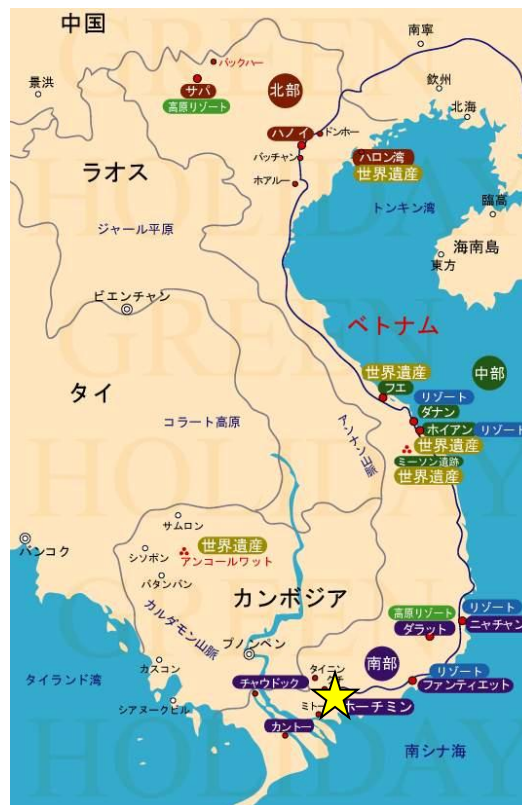 GREEN
HOLIDAY
GREEN
HOLIDAY
GREEN
HOLIDAY
中国
南寧
バックハー
景洪
サパ
高原リゾート
北部
欽州
北海
ハノイ
ドンホー
バッチャン
ハロン湾
世界遺産
ラオス
ホアルー
臨高
トンキン湾
ジャール平原
海南島
東方
ビエンチャン
ベトナム
世界遺産
中部
タイ
フエ
リゾート
ダナン
コラート高原
アンナン山脈
ホイアン
リゾート
世界遺産
ミーソン遺跡
世界遺産
サムロン
バンコク
シソポン
世界遺産
アンコールワット
バタンバン
カンボジア
高原リゾート
リゾート
カルダモン山脈
ダラット
ニャチャン
プノンペン
南部
カスコン
タイニン
リゾート
タイランド湾
チャウドック
クチ
ファンティエット
シアヌークビル
ミトー
ホーチミン
カントー
南シナ海